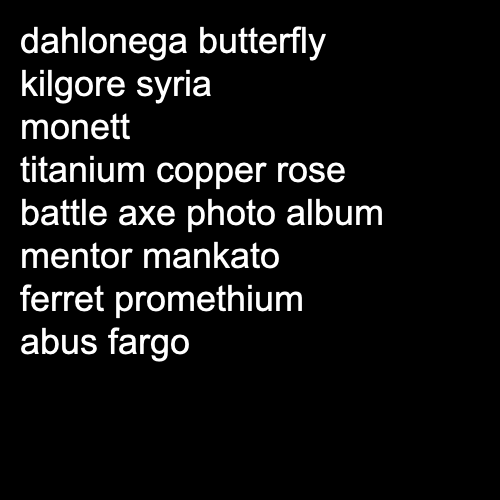 dahlonega butterfly
kilgore syria
monett
titanium copper rose
battle axe photo album
mentor mankato
ferret promethium
abus fargo